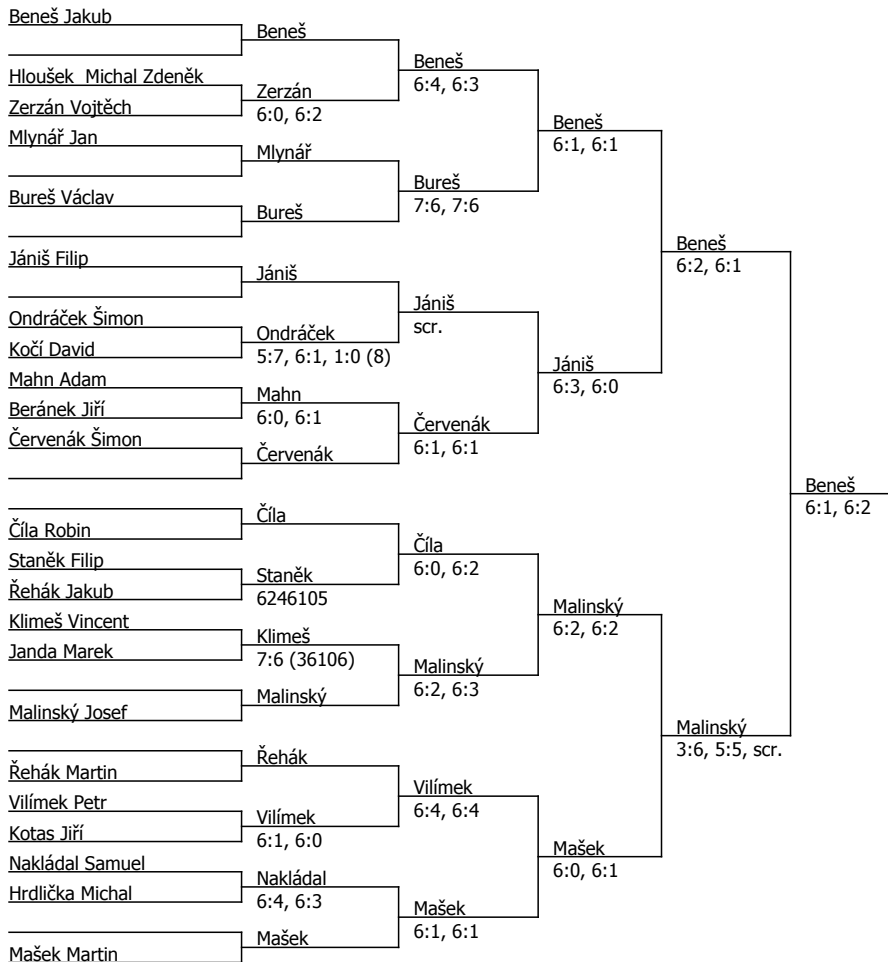 Beneš Jakub
Hloušek  Michal Zdeněk
Zerzán Vojtěch
Mlynář Jan
Bureš Václav
Jániš Filip
Ondráček Šimon
Kočí David
Mahn Adam
Beránek Jiří
Červenák Šimon
Číla Robin
Staněk Filip
Řehák Jakub
Klimeš Vincent
Janda Marek
Malinský Josef
Řehák Martin
Vilímek Petr
Kotas Jiří
Nakládal Samuel
Hrdlička Michal
Mašek Martin
Beneš
Zerzán
6:0, 6:2
Mlynář
Bureš
Jániš
Ondráček
5:7, 6:1, 1:0 (8)
Mahn
6:0, 6:1
Červenák
Číla
Staněk
6246105
Klimeš
7:6 (36106)
Malinský
Řehák
Vilímek
6:1, 6:0
Nakládal
6:4, 6:3
Mašek
Beneš
6:4, 6:3
Bureš
7:6, 7:6
Jániš
scr.
Červenák
6:1, 6:1
Číla
6:0, 6:2
Malinský
6:2, 6:3
Vilímek
6:4, 6:4
Mašek
6:1, 6:1
Beneš
6:1, 6:1
Jániš
6:3, 6:0
Malinský
6:2, 6:2
Mašek
6:0, 6:1
Beneš
6:2, 6:1
Malinský
3:6, 5:5, scr.
Beneš
6:1, 6:2